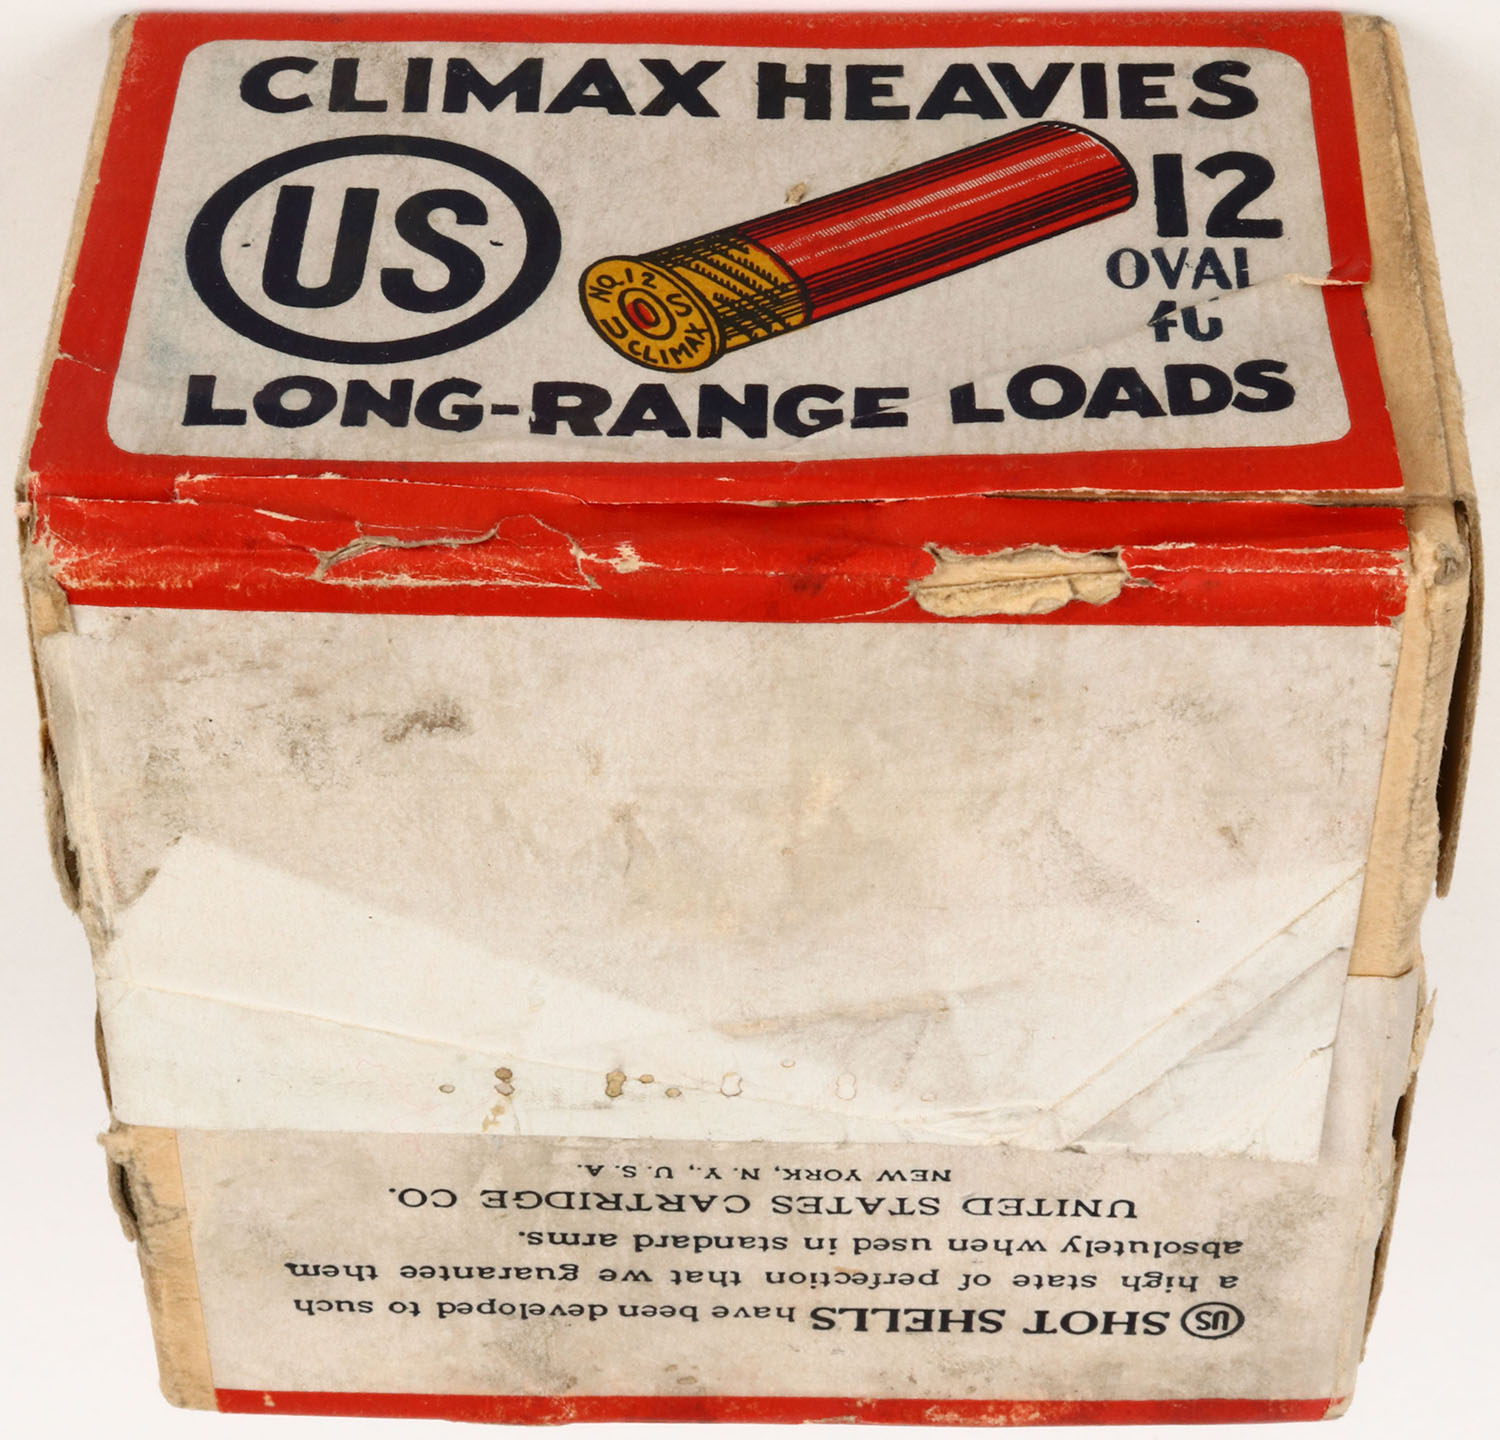 CLIMAX HEAVIES
US
NO. 12
U S
CLIMAX
12
OVAL
LONG-RANGE LOADS
US SHOT SHELLS have been developed to such
a high state of perfection that we guarantee them
absolutely when used in standard arms.
UNITED STATES CARTRIDGE CO.
NEW YORK, N. Y., U. S. A.